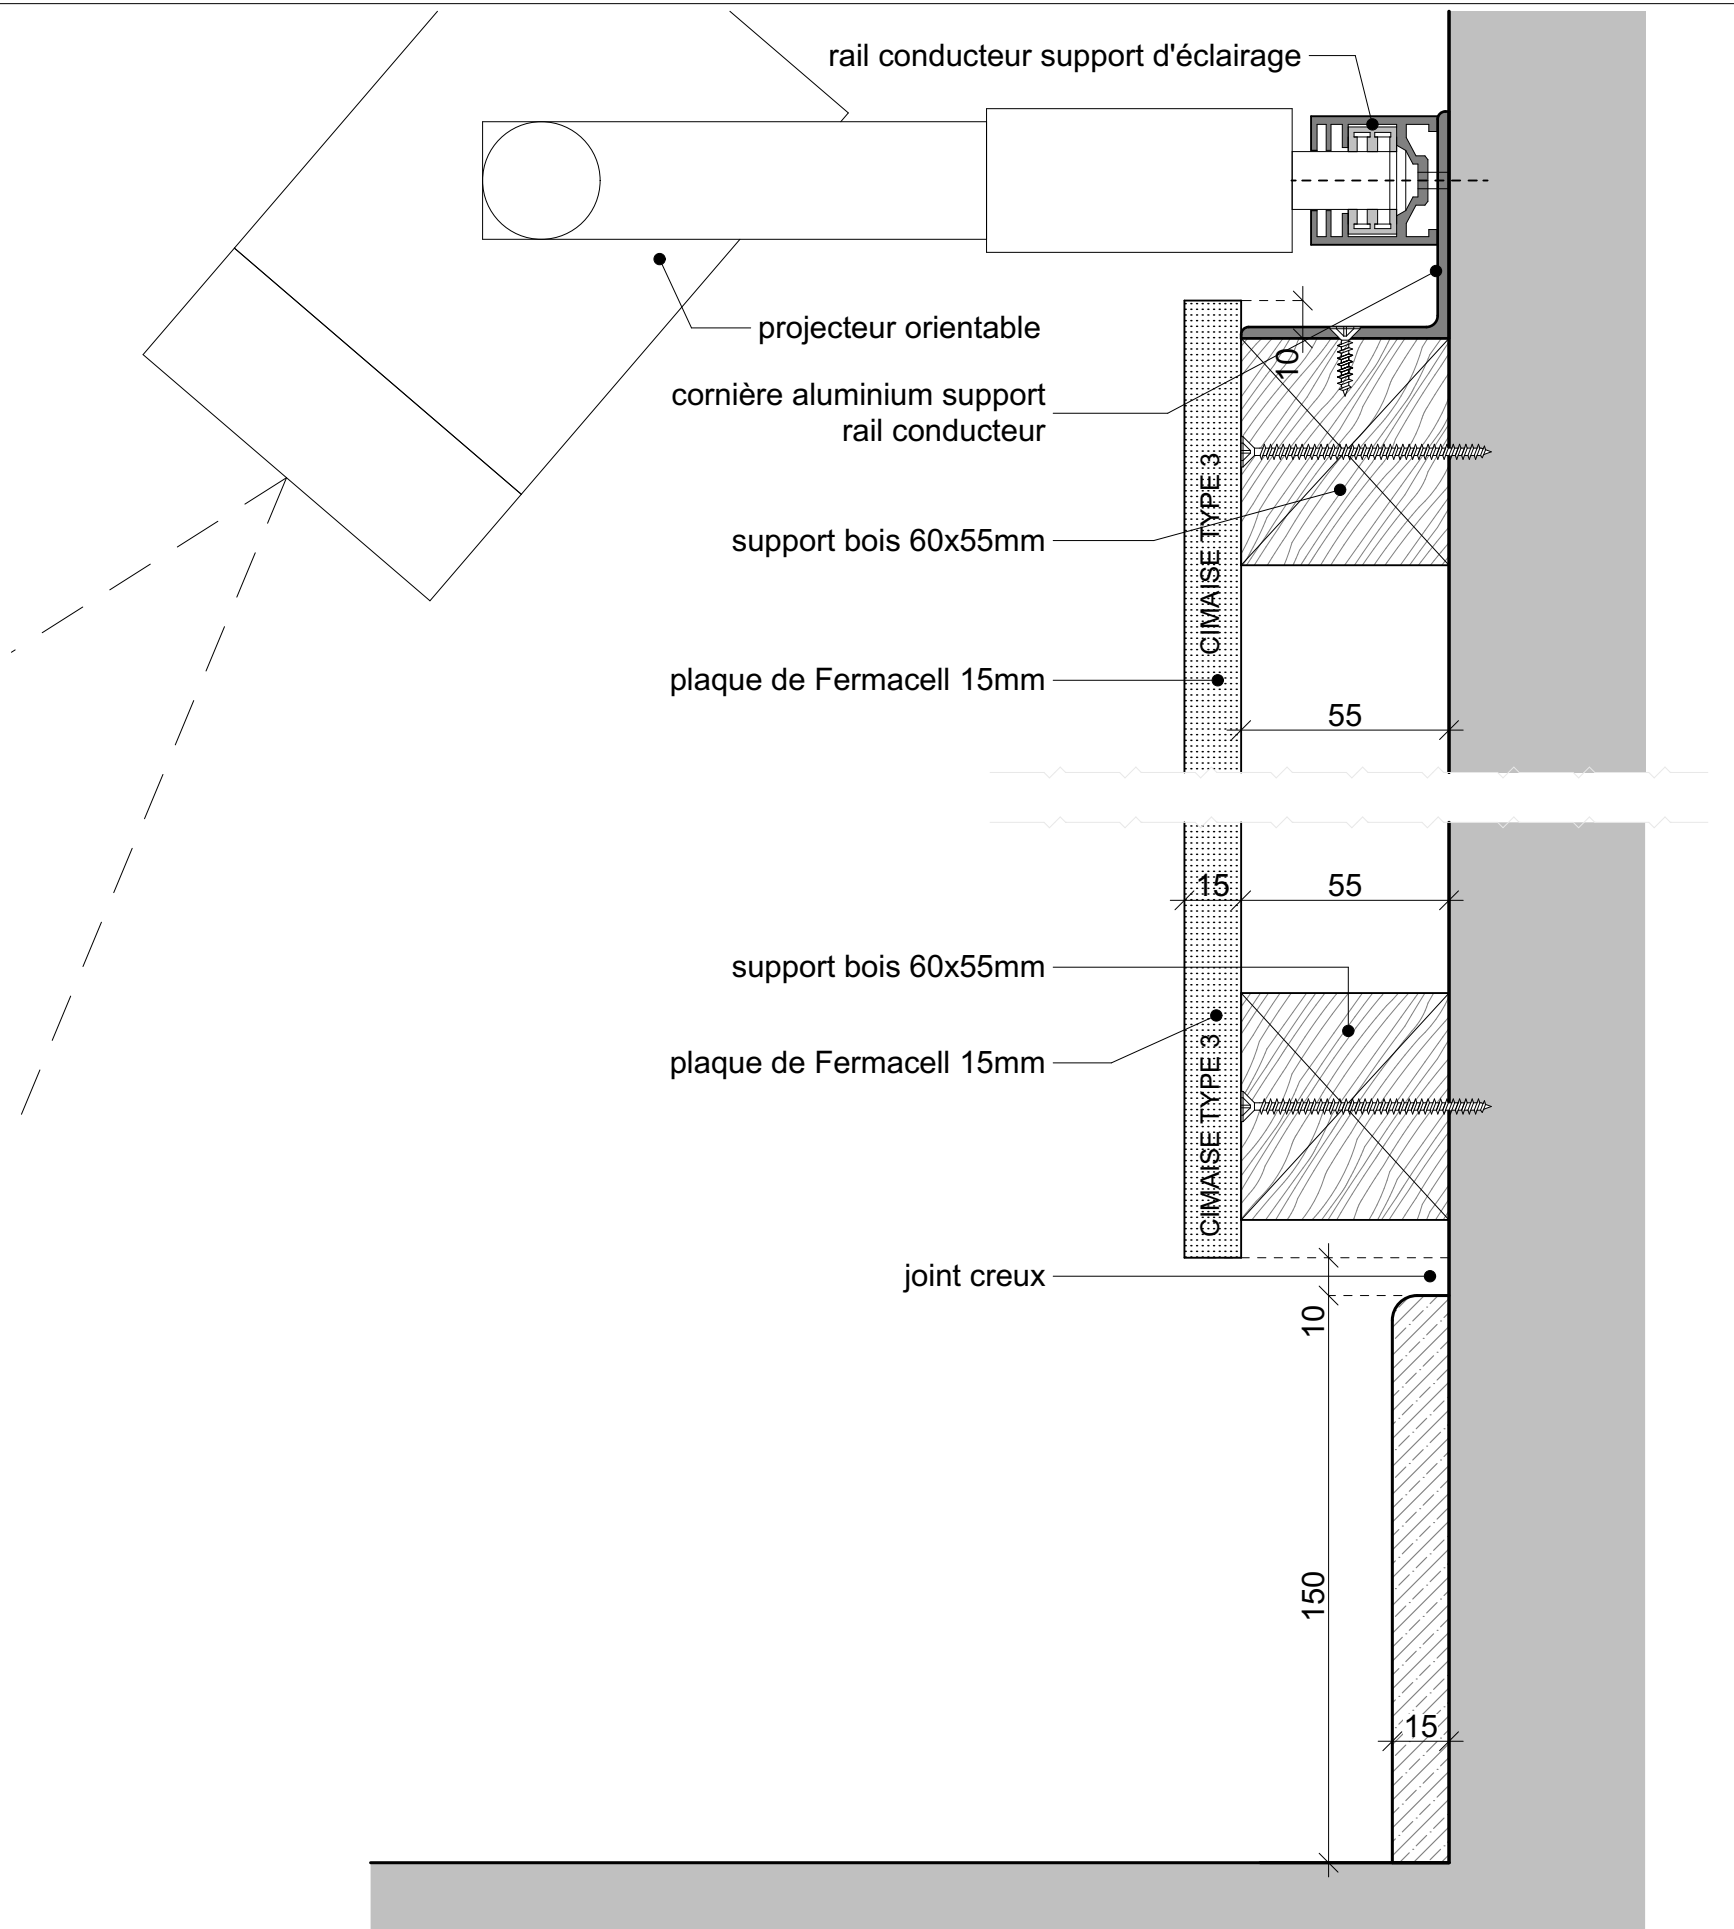 rail conducteur support d'éclairage
projecteur orientable
10
cornière aluminium support
rail conducteur
CIMAISE TYPE 3
support bois 60x55mm
plaque de Fermacell 15mm
55
15
55
support bois 60x55mm
plaque de Fermacell 15mm
CIMAISE TYPE 3
joint creux
10
150
15